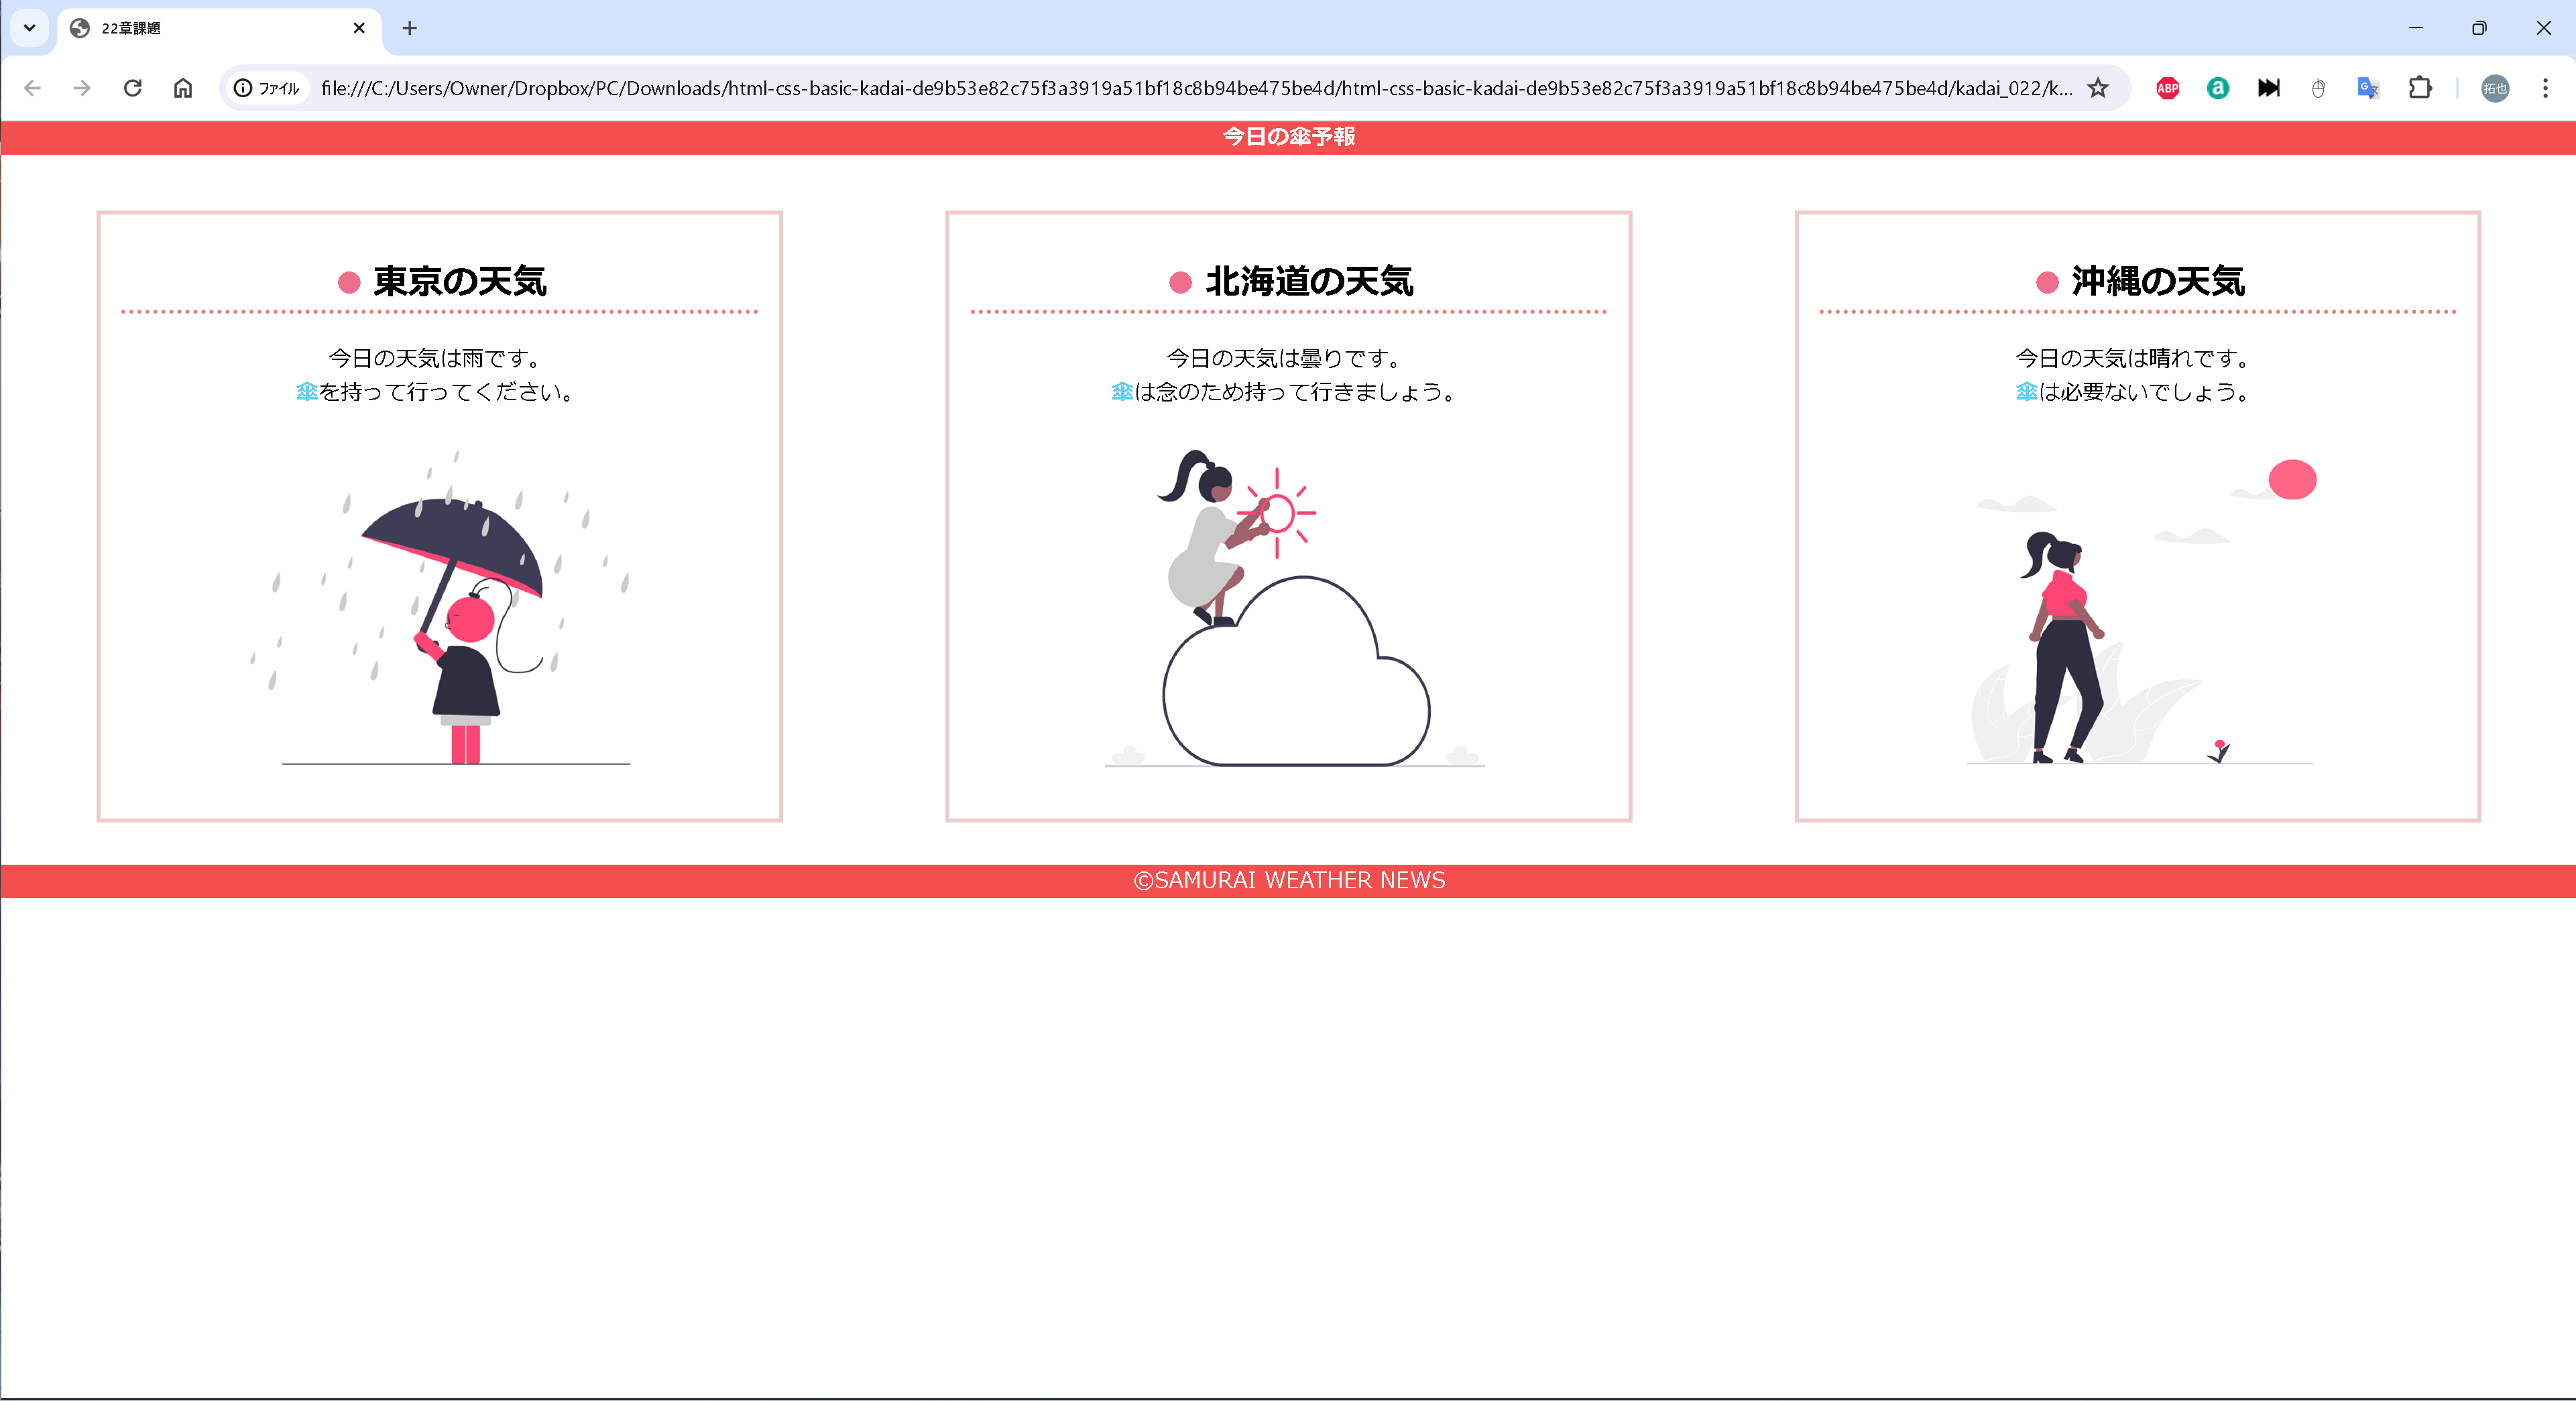 22章課題
ファイル
file:///C:/Users/Owner/Dropbox/PC/Downloads/html-css-basic-kadai-de9b53e82c75f3a3919a51bf18c8b94be475be4d/html-css-basic-kadai-de9b53e82c75f3a3919a51bf18c8b94be475be4d/kadai_022/k...
ABP
a
G
文
拓也
今日の傘予報
東京の天気
今日の天気は雨です。
傘を持って行ってください。
北海道の天気
今日の天気は曇りです。
傘は念のため持って行きましょう。
沖縄の天気
今日の天気は晴れです。
傘は必要ないでしょう。
©SAMURAI WEATHER NEWS